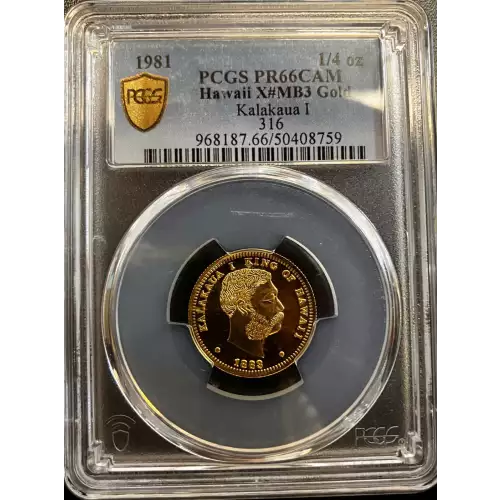 1981 1/4 oz
PCGS PCGS PR66CAM
Hawaii X#MB3 Gold
Kalakaua I
316
968187.66/50408759
KALAKAUA I KING OF HAWAII
1883
PCGS